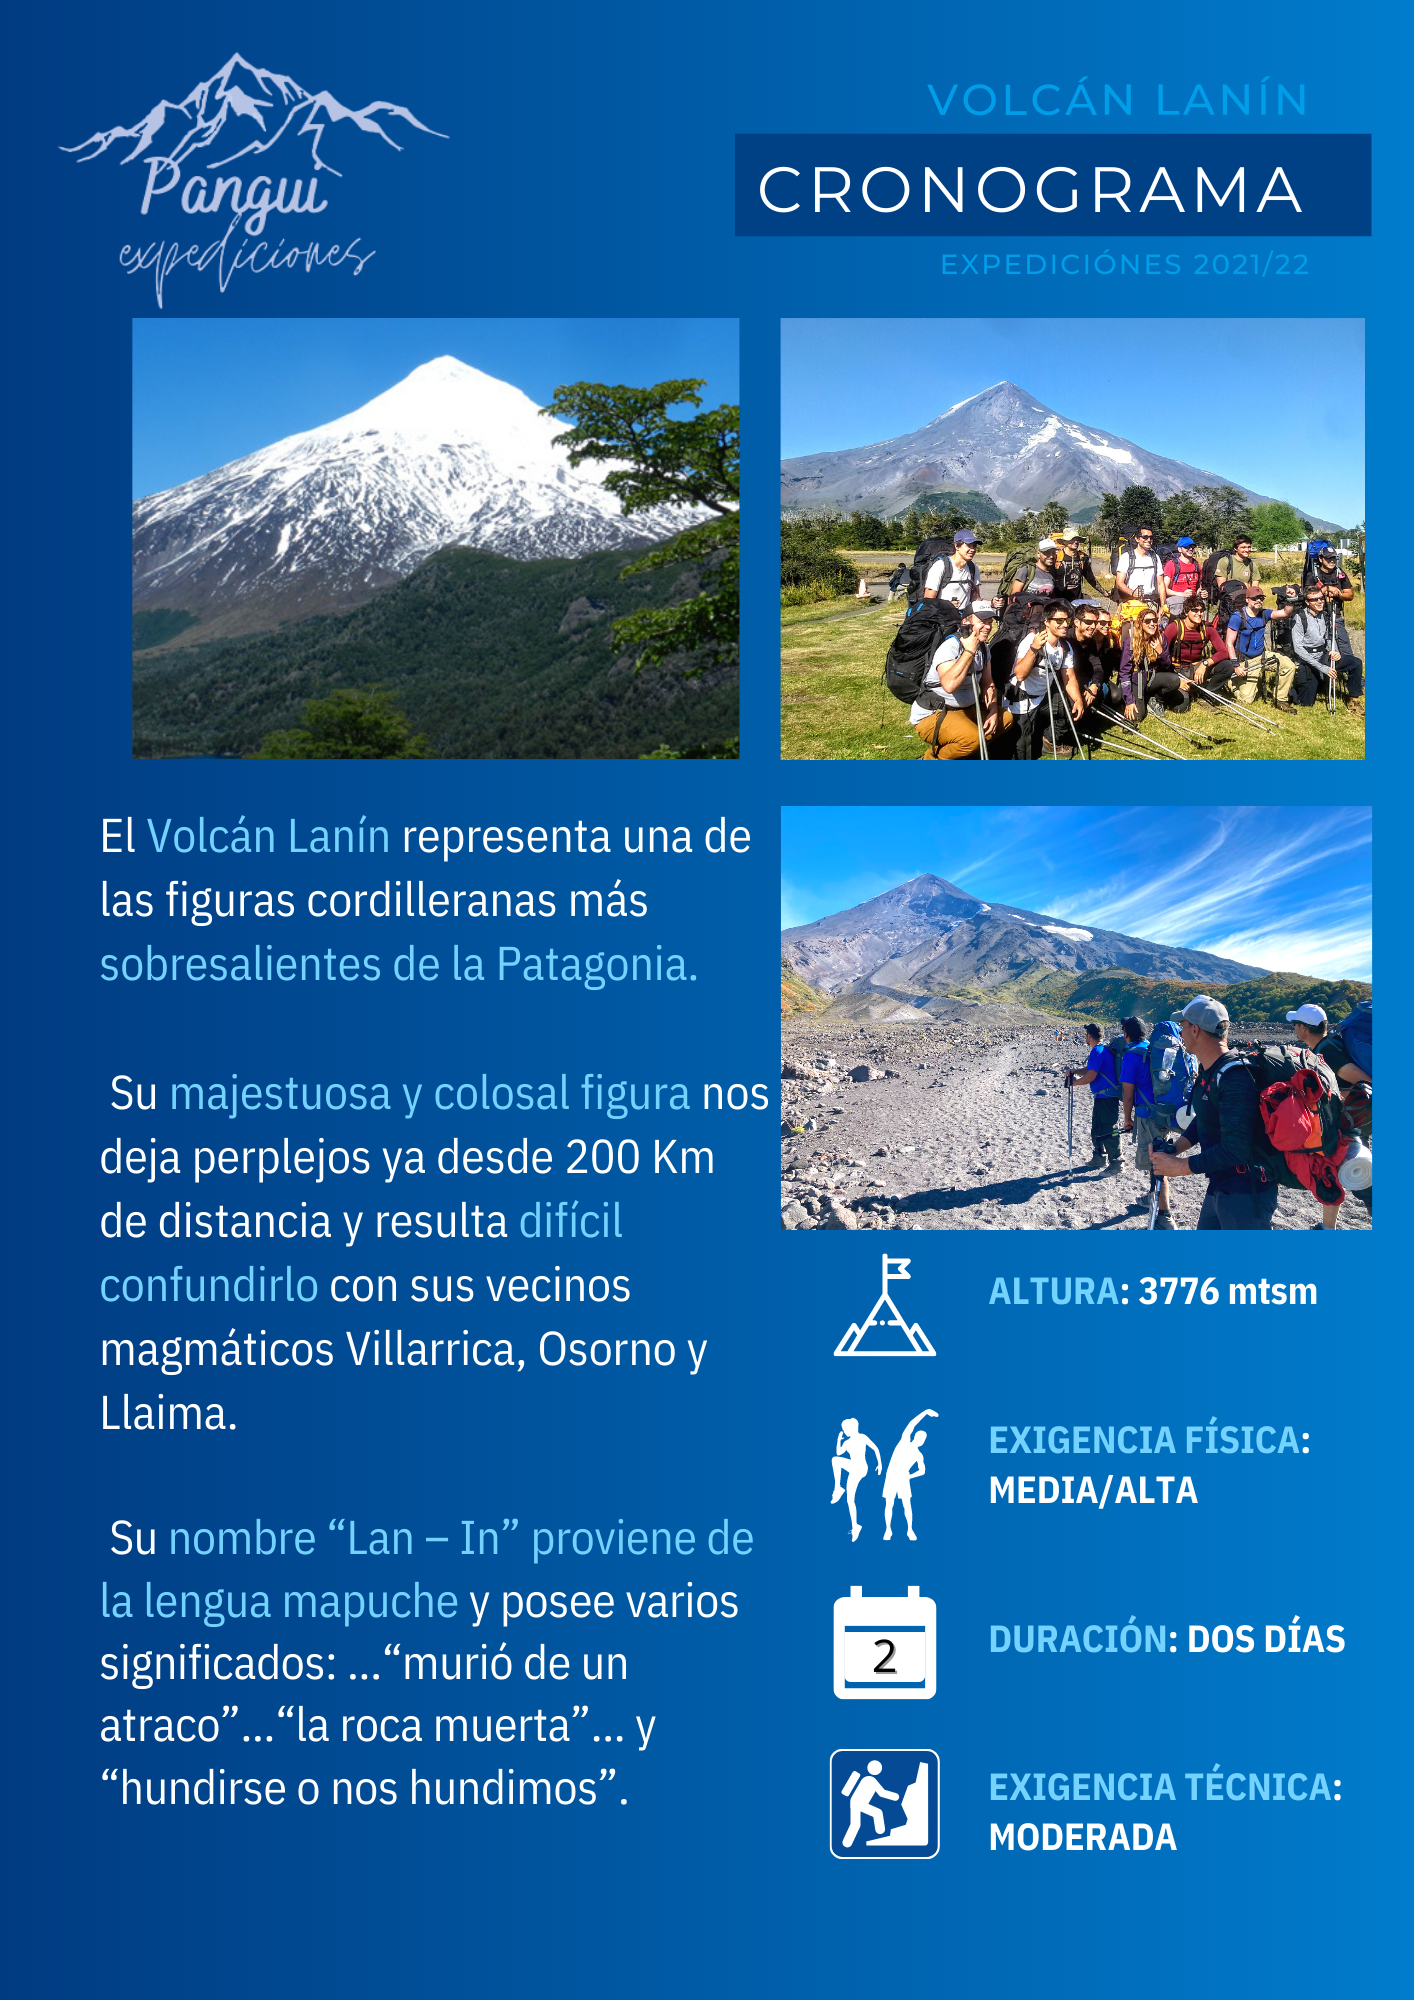 Pangui
expediciones
VOLCÁN LANÍN
CRONOGRAMA
EXPEDICIÓNES 2021/22
El Volcán Lanín representa una de
las figuras cordilleranas más
sobresalientes de la Patagonia.
Su majestuosa y colosal figura nos
deja perplejos ya desde 200 Km
de distancia y resulta difícil
confundirlo con sus vecinos
magmáticos Villarrica, Osorno y
Llaima.
Su nombre “Lan – In” proviene de
la lengua mapuche y posee varios
significados: ...“murió de un
atraco”...“la roca muerta”... y
“hundirse o nos hundimos”.
ALTURA: 3776 mtsm
EXIGENCIA FÍSICA:
MEDIA/ALTA
2
DURACIÓN: DOS DÍAS
EXIGENCIA TÉCNICA:
MODERADA